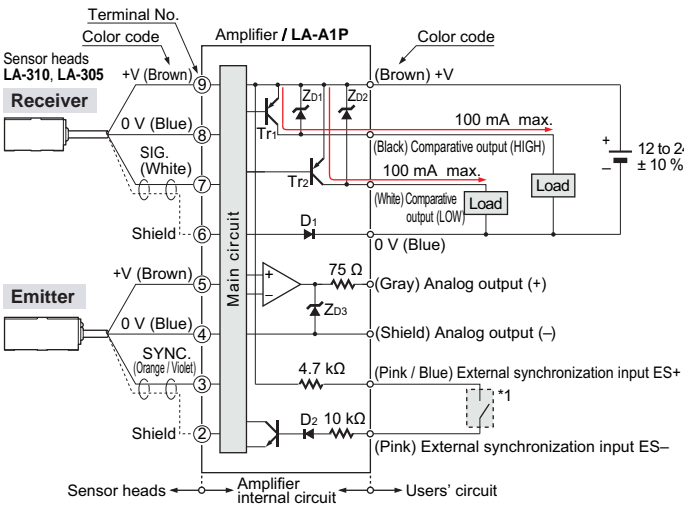 Terminal No.
Color code
Amplifier / LA-A1P
Color code
Sensor heads
LA-310, LA-305
+V (Brown)
9
(Brown) +V
Receiver
ZD1
ZD2
0 V (Blue)
8
Tr1
100 mA max.
(Black) Comparative output (HIGH)
+
–
12 to 24
± 10 %
SIG.
(White)
7
Tr2
100 mA max.
(White) Comparative
output (LOW)
Load
Load
Shield
6
D1
0 V (Blue)
Main circuit
+V (Brown)
5
+
–
75 Ω
(Gray) Analog output (+)
Emitter
ZD3
0 V (Blue)
4
(Shield) Analog output (–)
SYNC.
(Orange / Violet)
3
4.7 kΩ
(Pink / Blue) External synchronization input ES+
*1
Shield
2
D2 10 kΩ
(Pink) External synchronization input ES–
Sensor heads
Amplifier
internal circuit
Users' circuit